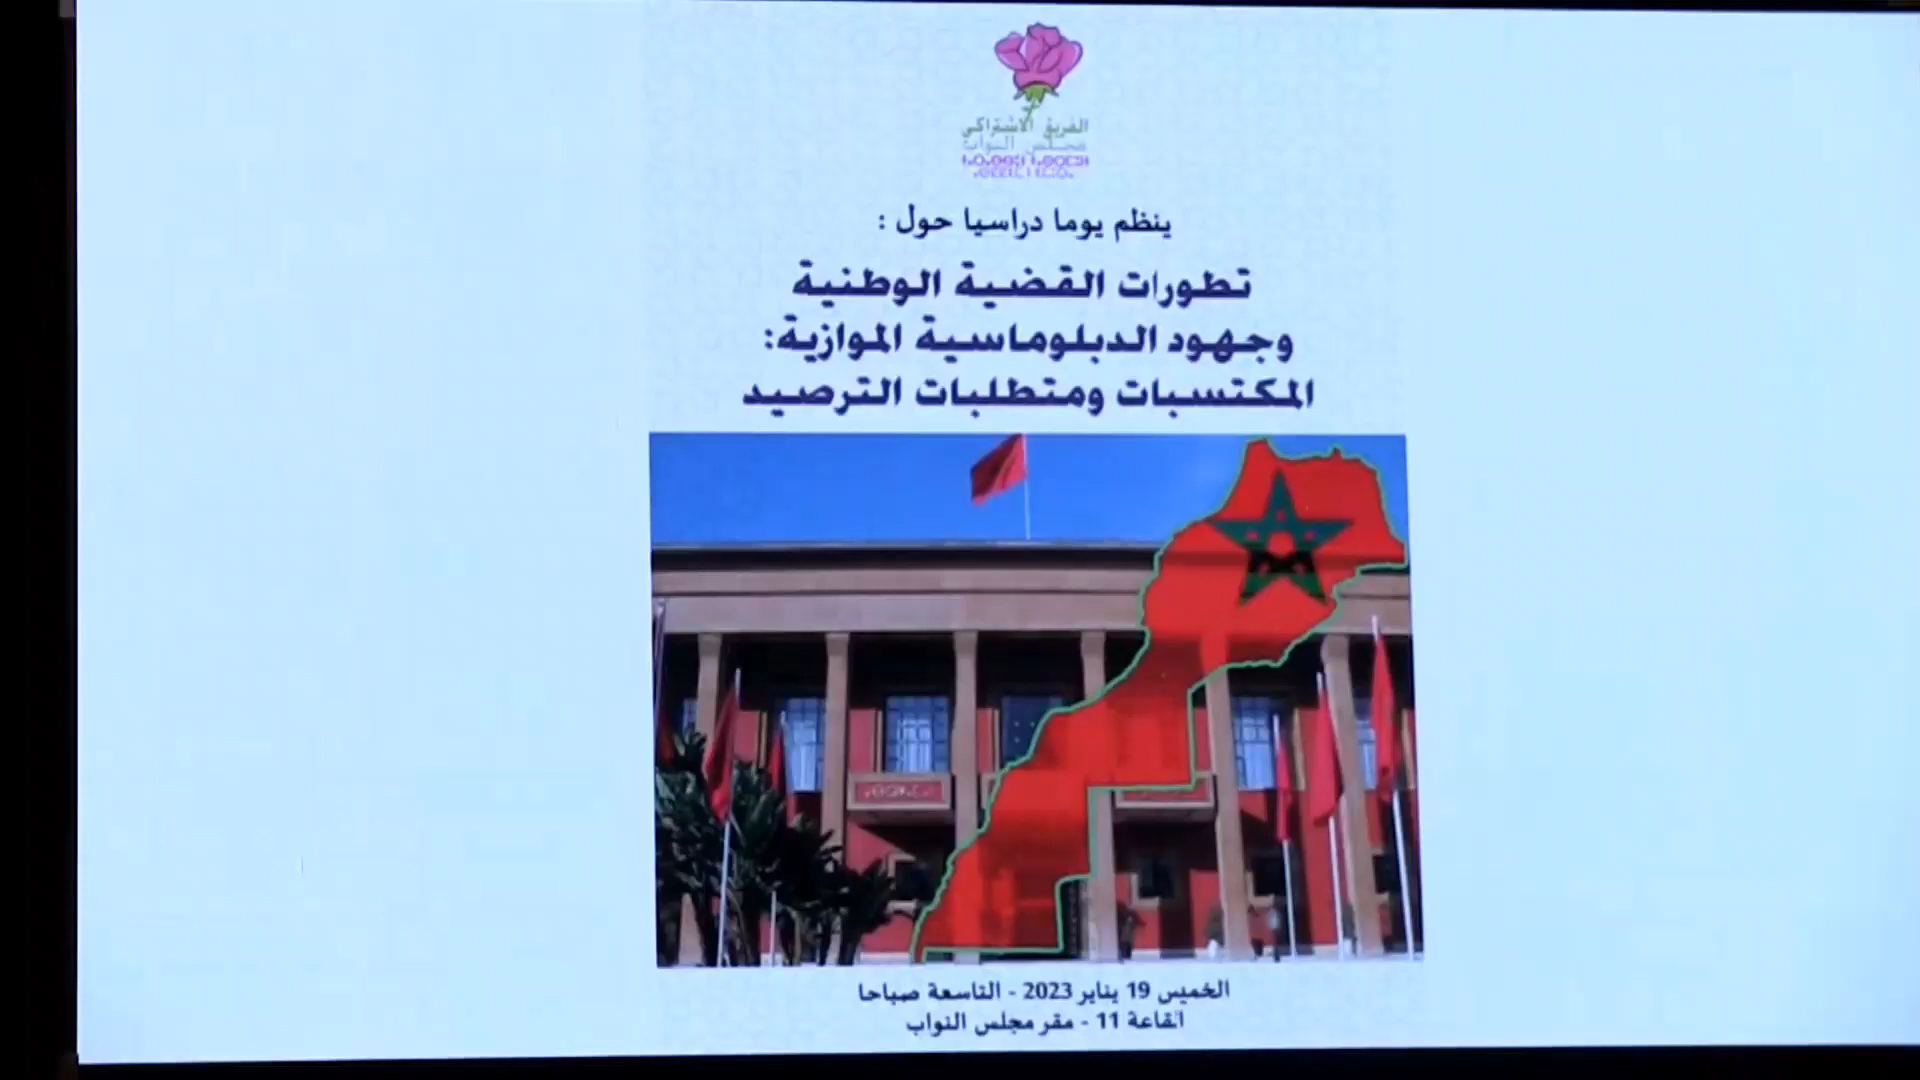 الفريق الاشتراكي
مجلس النواب
ينظم يوما دراسيا حول :
تطورات القضية الوطنية
وجهود الدبلوماسية الموازية:
المكتسبات ومتطلبات الترصيد
الخميس 19 يناير 2023 - التاسعة صباحا
القاعة 11 - مقر مجلس النواب